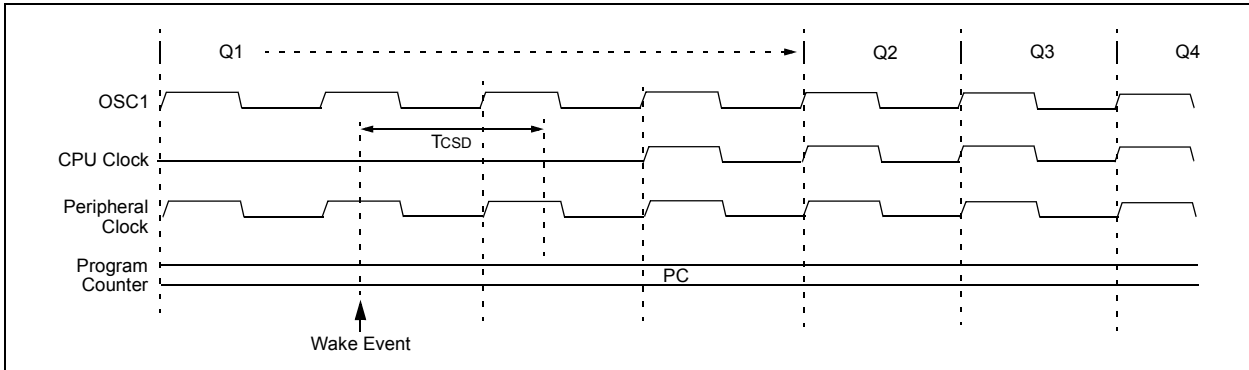 Q1 Q2 Q3 Q4
OSC1
TCSD
CPU Clock
Peripheral
Clock
Program
Counter
PC
Wake Event